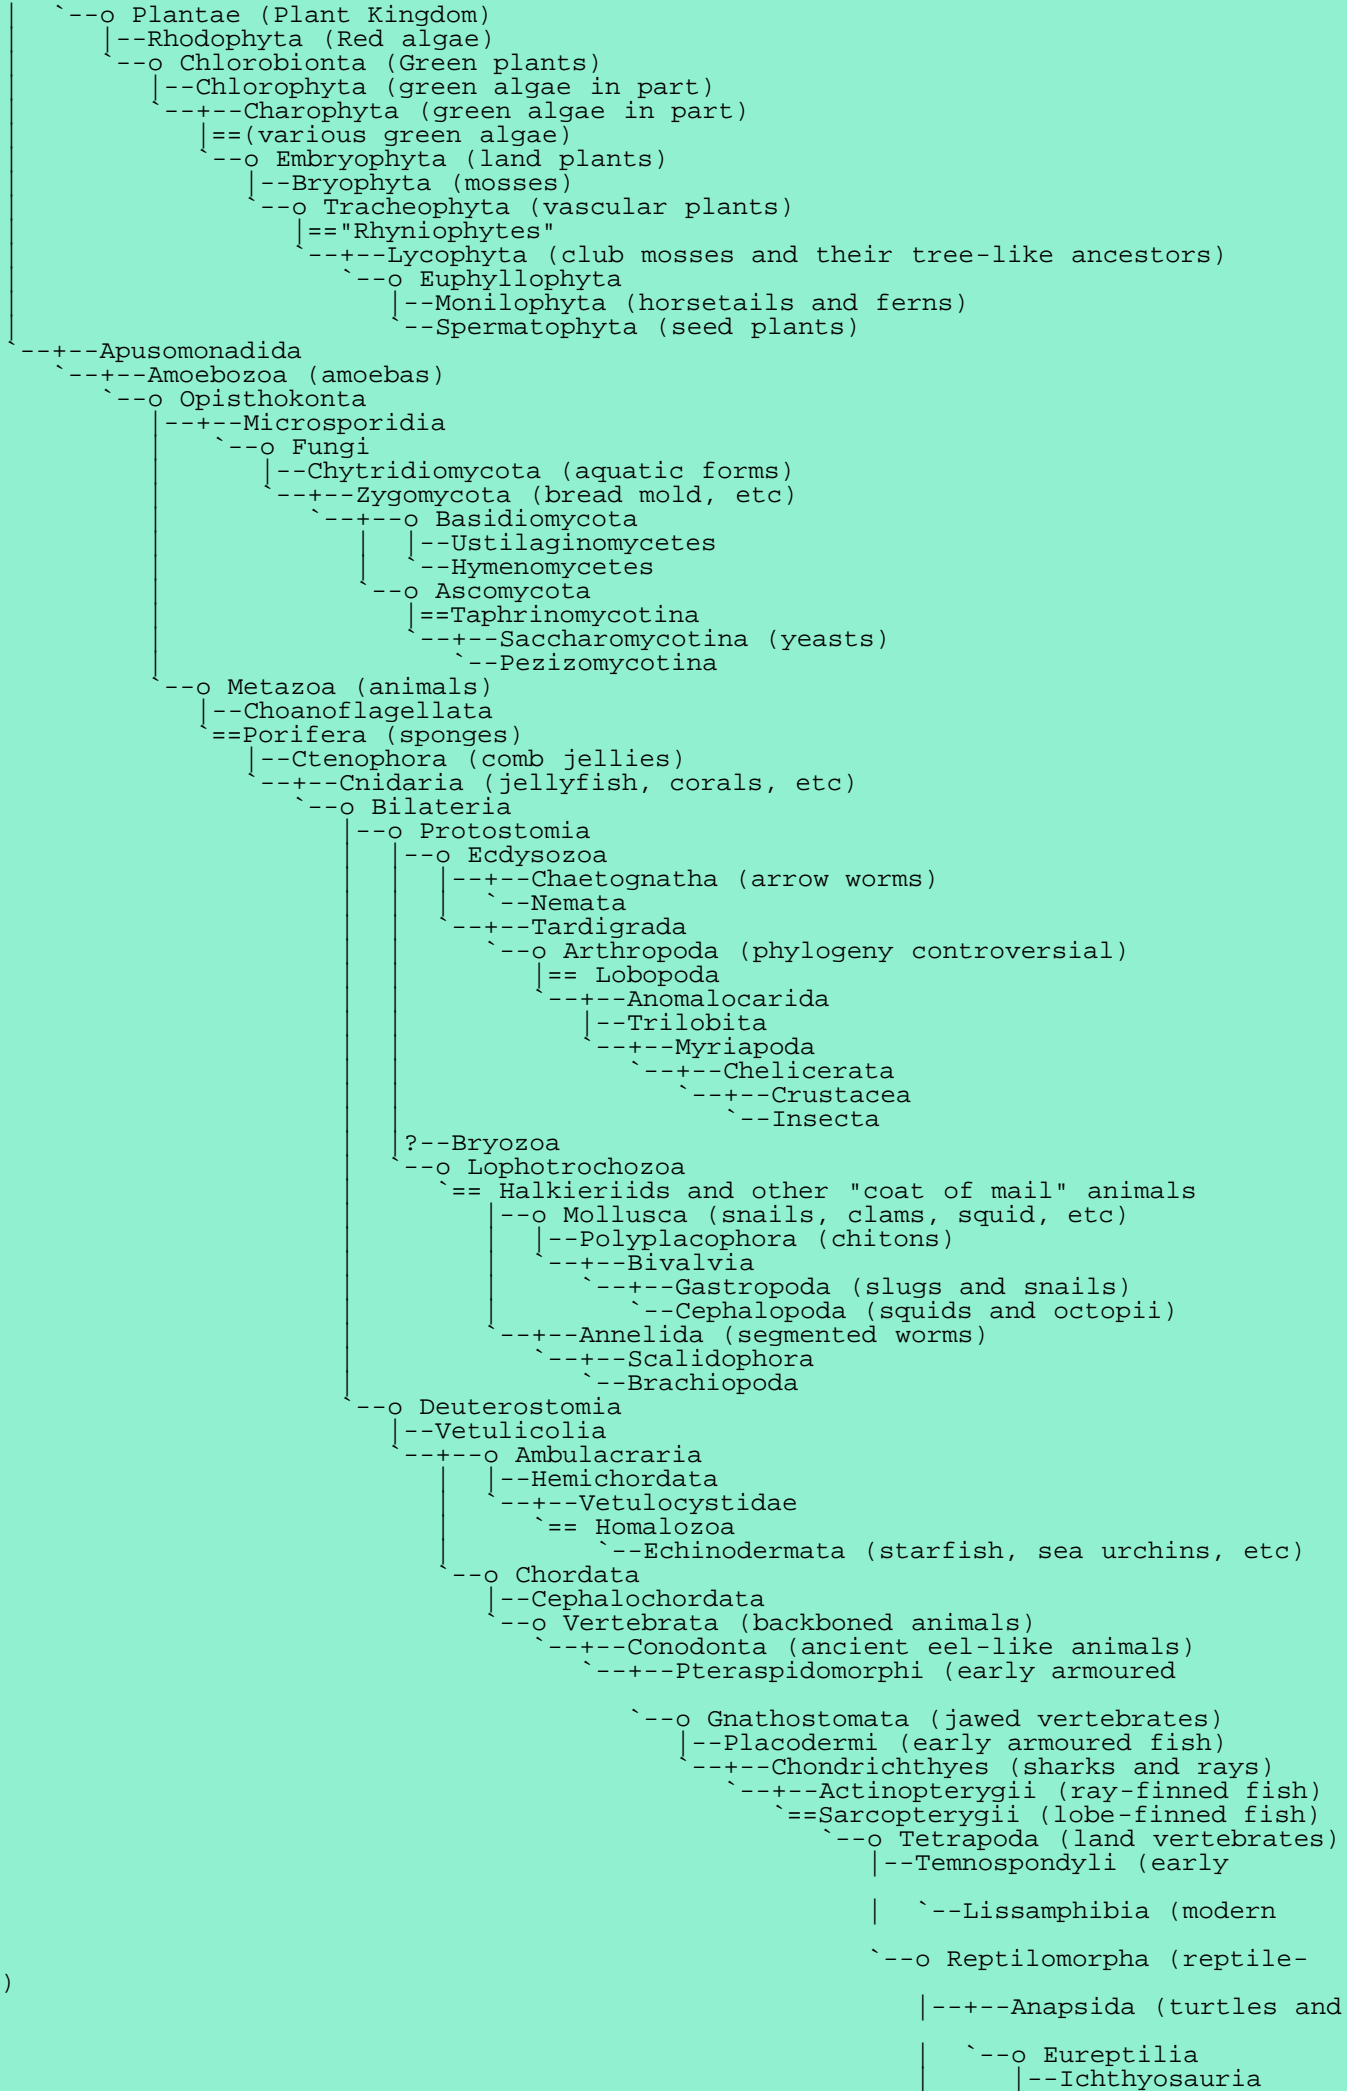 |   `--o Plantae (Plant Kingdom)
|      |--Rhodophyta (Red algae)
|      `--o Chlorobionta (Green plants)
|         |--Chlorophyta (green algae in part)
|         `--+--Charophyta (green algae in part)
|            |==(various green algae)
|            `--o Embryophyta (land plants)
|               |--Bryophyta (mosses)
|               `--o Tracheophyta (vascular plants)
|                  |=="Rhyniophytes"
|                  `--+--Lycophyta (club mosses and their tree-like ancestors)
|                     `--o Euphyllophyta
|                        |--Monilophyta (horsetails and ferns)
|                        `--Spermatophyta (seed plants)
`--+--Apusomonadida
   `--+--Amoebozoa (amoebas)
      `--o Opisthokonta
         |--+--Microsporidia
         |   `--o Fungi
         |      |--Chytridiomycota (aquatic forms)
         |      `--+--Zygomycota (bread mold, etc)
         |         `--+--o Basidiomycota
         |            |  |--Ustilaginomycetes
         |            |  `--Hymenomycetes
         |            `--o Ascomycota
         |               |==Taphrinomycotina
         |               `--+--Saccharomycotina (yeasts)
         |                  `--Pezizomycotina
         `--o Metazoa (animals)
            |--Choanoflagellata
            `==Porifera (sponges)
               |--Ctenophora (comb jellies)
               `--+--Cnidaria (jellyfish, corals, etc)
                  `--o Bilateria
                     |--o Protostomia
                     |  |--o Ecdysozoa
                     |  |  |--+--Chaetognatha (arrow worms)
                     |  |  |  `--Nemata
                     |  |  `--+--Tardigrada
                     |  |     `--o Arthropoda (phylogeny controversial)
                     |  |        |== Lobopoda
                     |  |        `--+--Anomalocarida
                     |  |           |--Trilobita
                     |  |           `--+--Myriapoda
                     |  |              `--+--Chelicerata
                     |  |                 `--+--Crustacea
                     |  |                    `--Insecta
                     |  |?--Bryozoa
                     |  `--o Lophotrochozoa
                     |     `== Halkieriids and other "coat of mail" animals
                     |        |--o Mollusca (snails, clams, squid, etc)
                     |        |  |--Polyplacophora (chitons)
                     |        |  `--+--Bivalvia
                     |        |     `--+--Gastropoda (slugs and snails)
                     |        |        `--Cephalopoda (squids and octopii)
                     |        `--+--Annelida (segmented worms)
                     |           `--+--Scalidophora
                     |              `--Brachiopoda
                     `--o Deuterostomia
                        |--Vetulicolia
                        `--+--o Ambulacraria
                           |  |--Hemichordata
                           |  `--+--Vetulocystidae
                           |     `== Homalozoa
                           |         `--Echinodermata (starfish, sea urchins, etc)
                           `--o Chordata
                              |--Cephalochordata
                              `--o Vertebrata (backboned animals)
                                 `--+--Conodonta (ancient eel-like animals)
                                    `--+--Pteraspidomorphi (early armoured
                                       `--o Gnathostomata (jawed vertebrates)
                                          |--Placodermi (early armoured fish)
                                          `--+--Chondrichthyes (sharks and rays)
                                             `--+--Actinopterygii (ray-finned fish)
                                                `==Sarcopterygii (lobe-finned fish)
                                                   `--o Tetrapoda (land vertebrates)
                                                      |--Temnospondyli (early
                                                      |  `--Lissamphibia (modern
                                                      `--o Reptilomorpha (reptile-
)
                                                         |--+--Anapsida (turtles and
                                                         |  `--o Eureptilia
                                                         |     |--Ichthyosauria